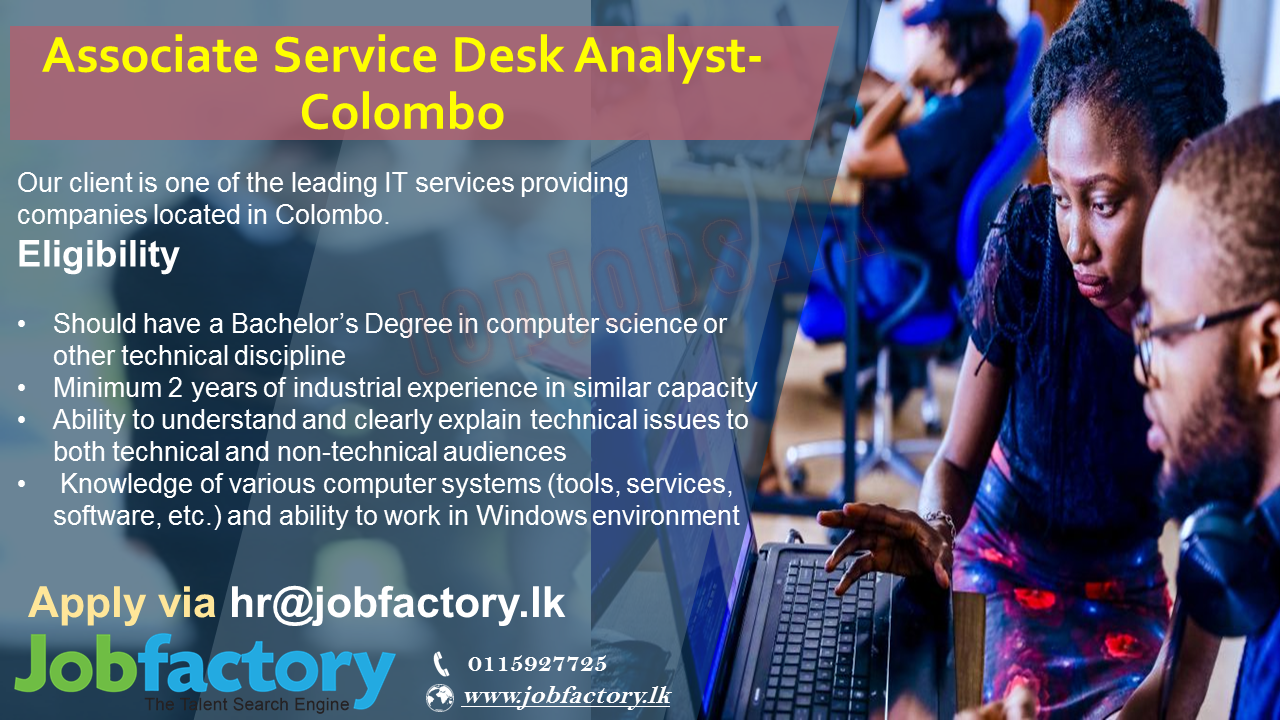 Associate Service Desk Analyst-
Colombo
Our client is one of the leading IT services providing
companies located in Colombo.
Eligibility
• Should have a Bachelor’s Degree in computer science or
other technical discipline
• Minimum 2 years of industrial experience in similar capacity
• Ability to understand and clearly explain technical issues to
both technical and non-technical audiences
• Knowledge of various computer systems (tools, services,
software, etc.) and ability to work in Windows environment
topjobs.lk
Apply via hr@jobfactory.lk
Jobfactory
The Talent Search Engine
0115927725
www.jobfactory.lk